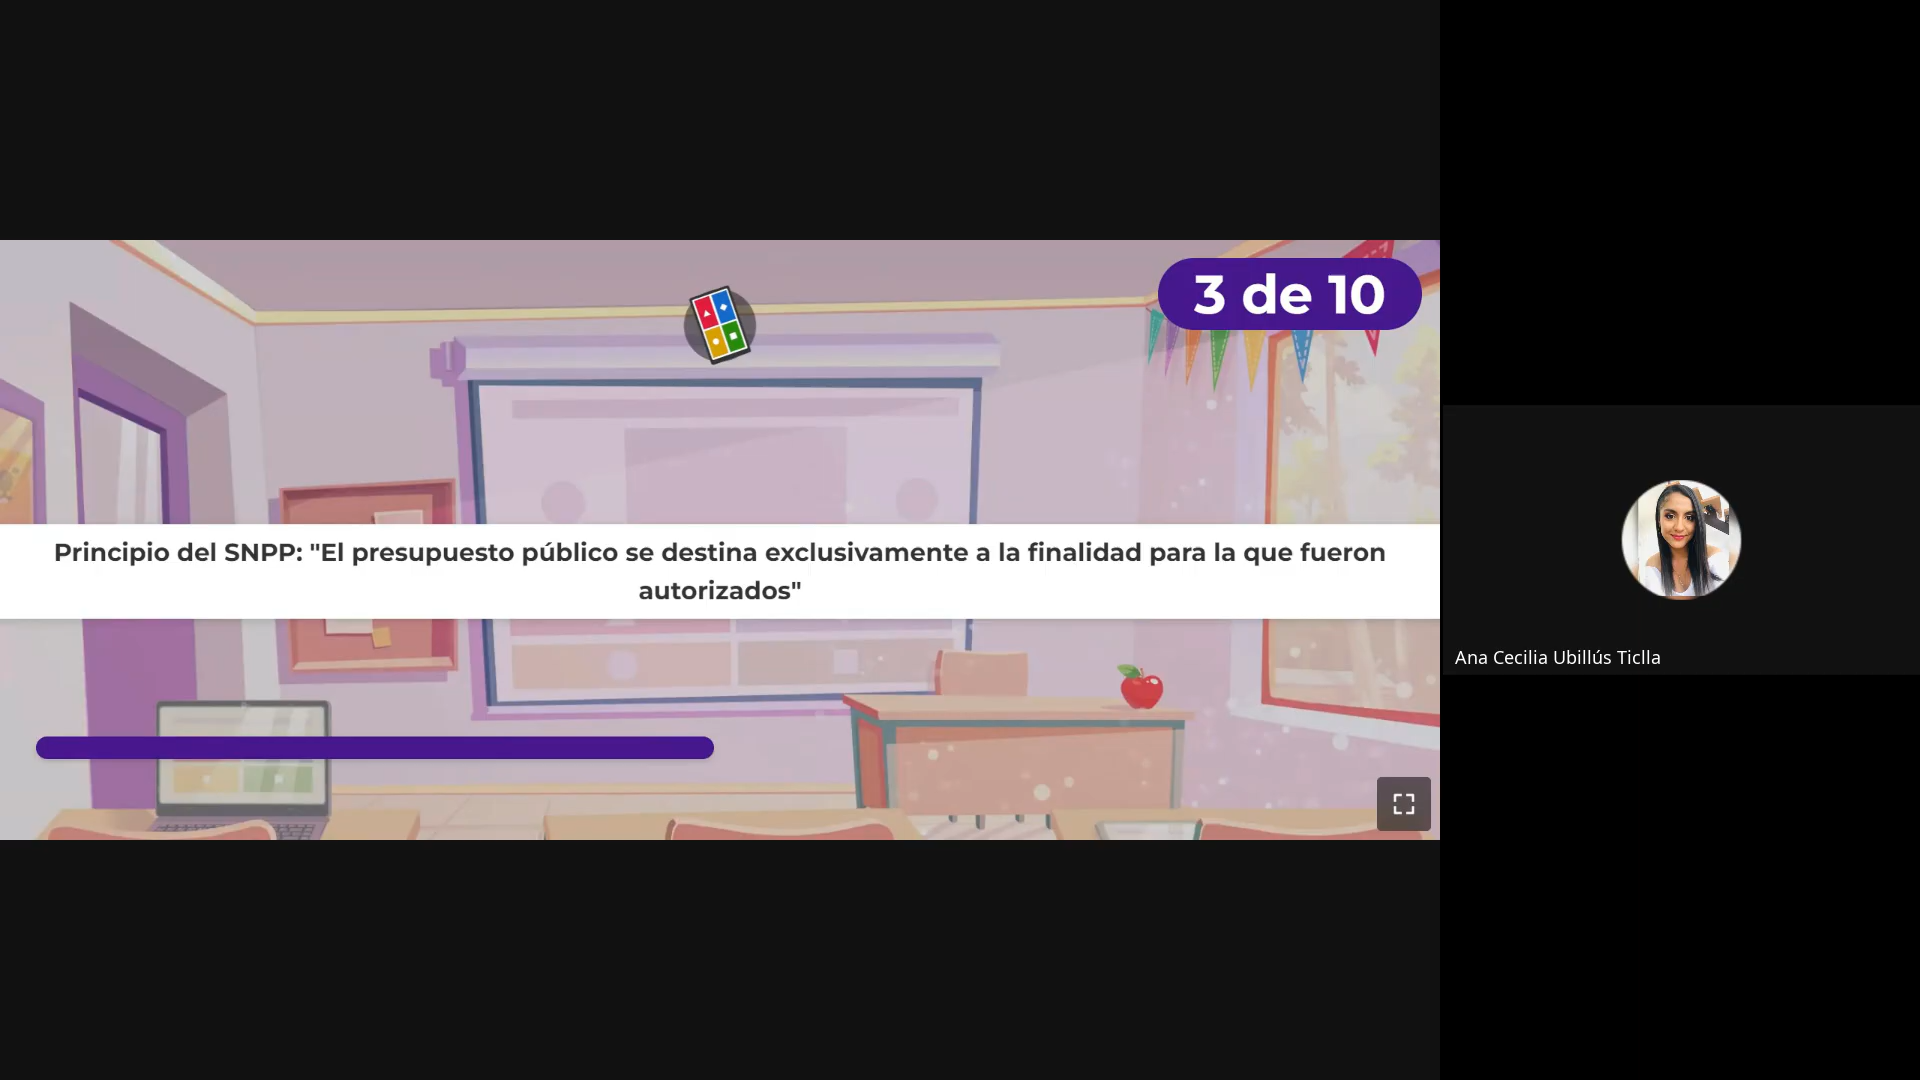 3 de 10
Principio del SNPP: "El presupuesto público se destina exclusivamente a la finalidad para la que fueron
autorizados"
Ana Cecilia Ubillús Ticlla